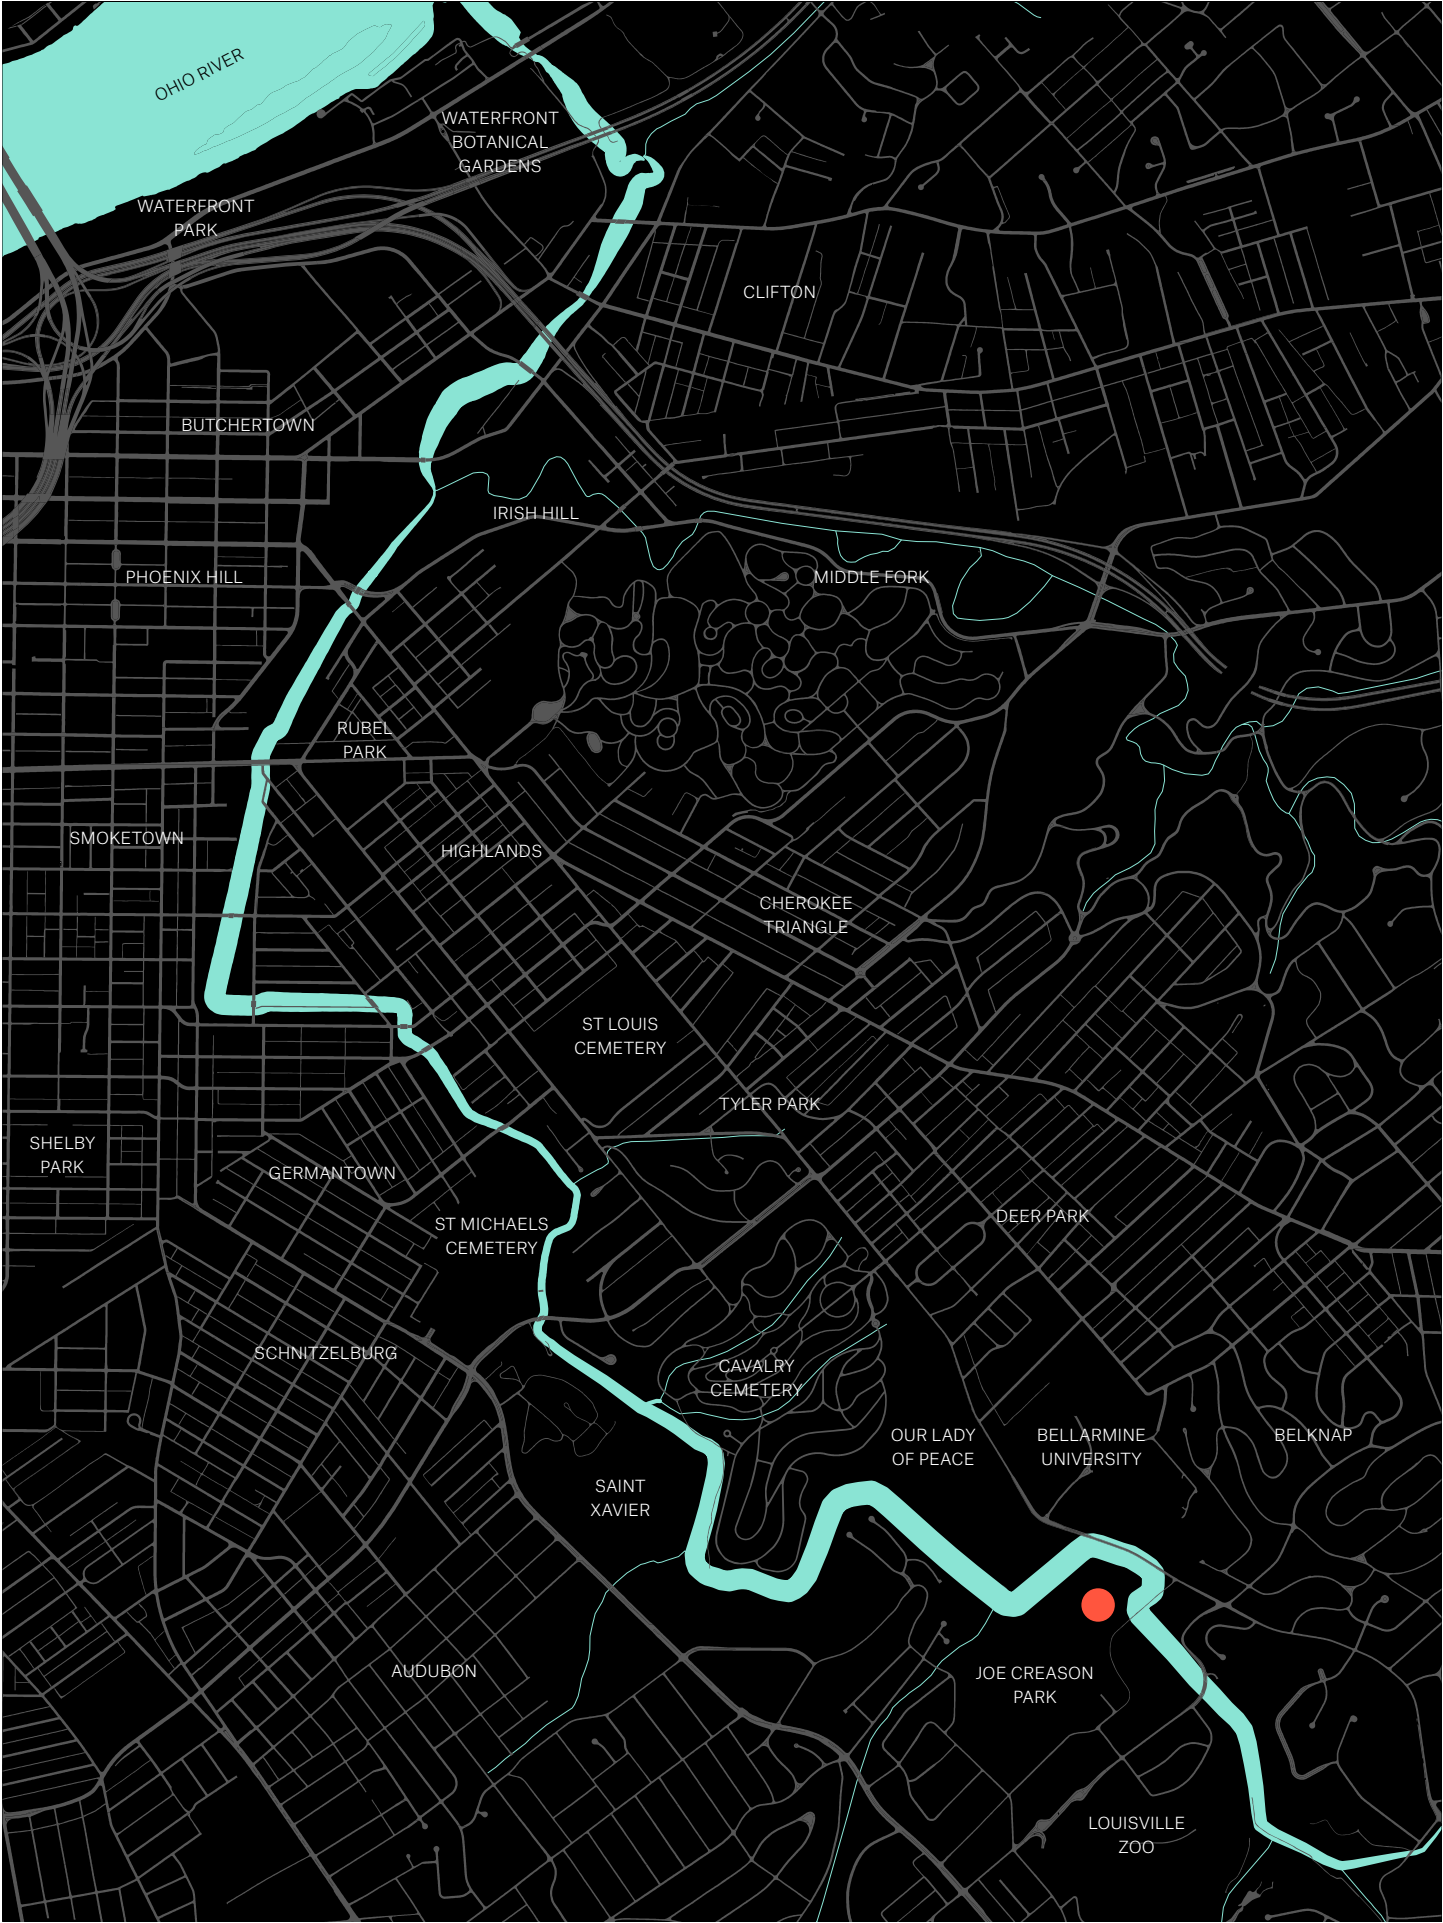 OHIO RIVER
WATERFRONT
BOTANICAL
GARDENS
WATERFRONT
PARK
CLIFTON
BUTCHERTOWN
IRISH HILL
PHOENIX HILL
MIDDLE FORK
RUBEL
PARK
SMOKETOWN
HIGHLANDS
CHEROKEE
TRIANGLE
ST LOUIS
CEMETERY
TYLER PARK
SHELBY
PARK
GERMANTOWN
ST MICHAELS
CEMETERY
DEER PARK
SCHNITZELBURG
CAVALRY
CEMETERY
OUR LADY
OF PEACE
BELLARMINE
UNIVERSITY
BELKNAP
SAINT
XAVIER
AUDUBON
JOE CREASON
PARK
LOUISVILLE
ZOO